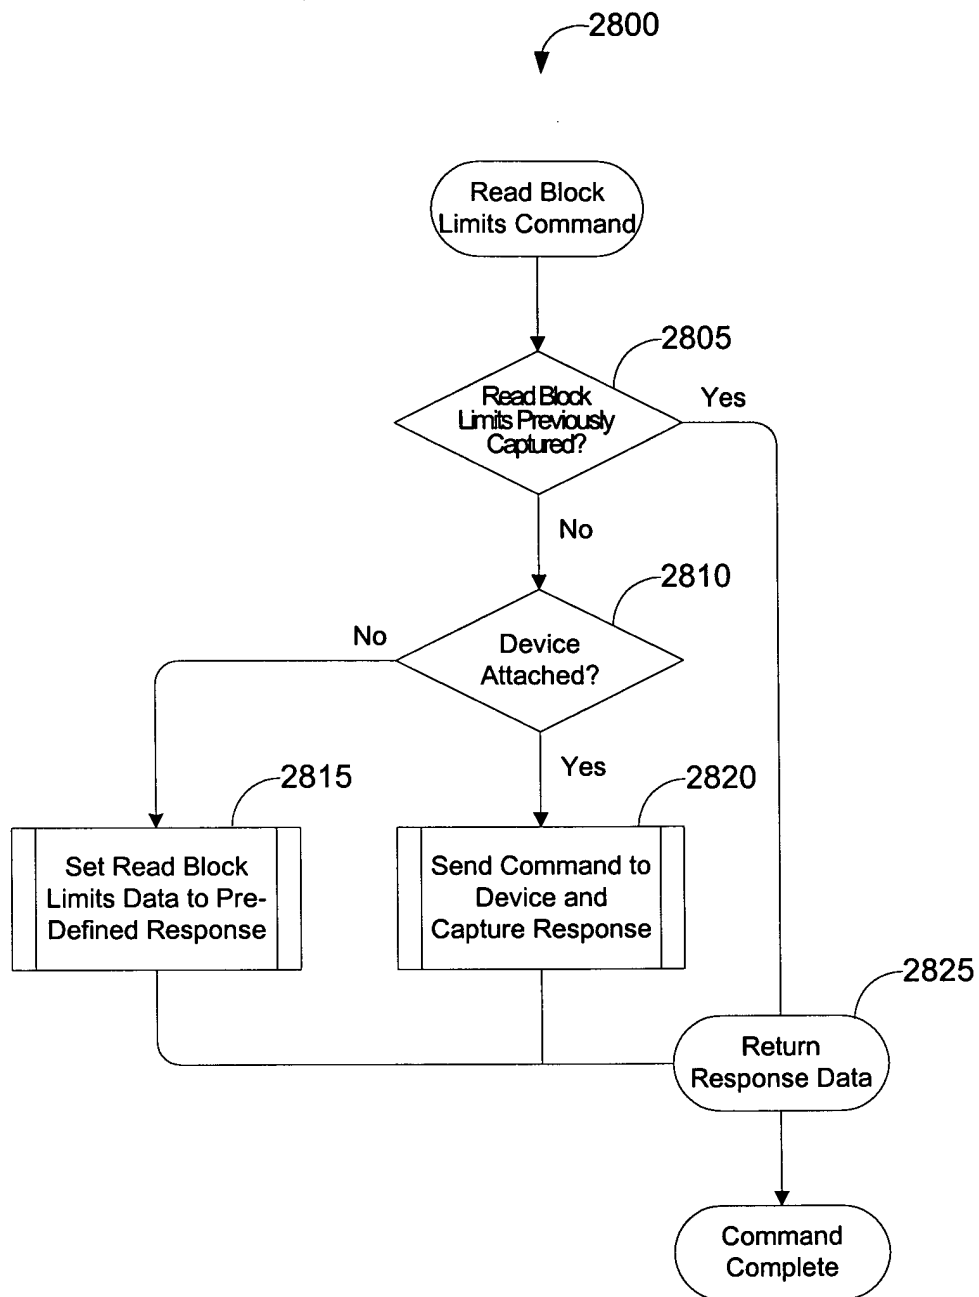 2800
Read Block
Limits Command
2805
Read Block
Limits Previously
Captured?
Yes
No
2810
Device
Attached?
No
Yes
2815
2820
Set Read Block
Limits Data to Pre-
Defined Response
Send Command to
Device and
Capture Response
2825
Return
Response Data
Command
Complete